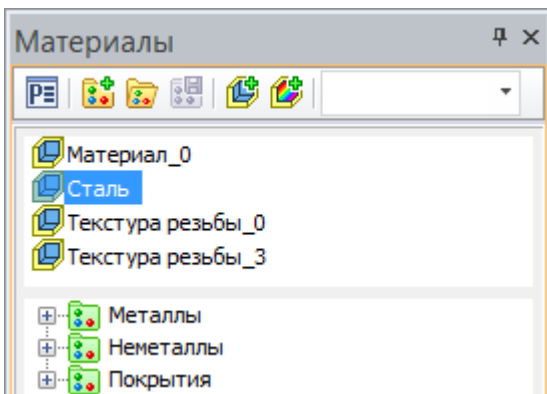 Материалы
Материал_0
Сталь
Текстура резьбы_0
Текстура резьбы_3
Металлы
Неметаллы
Покрытия